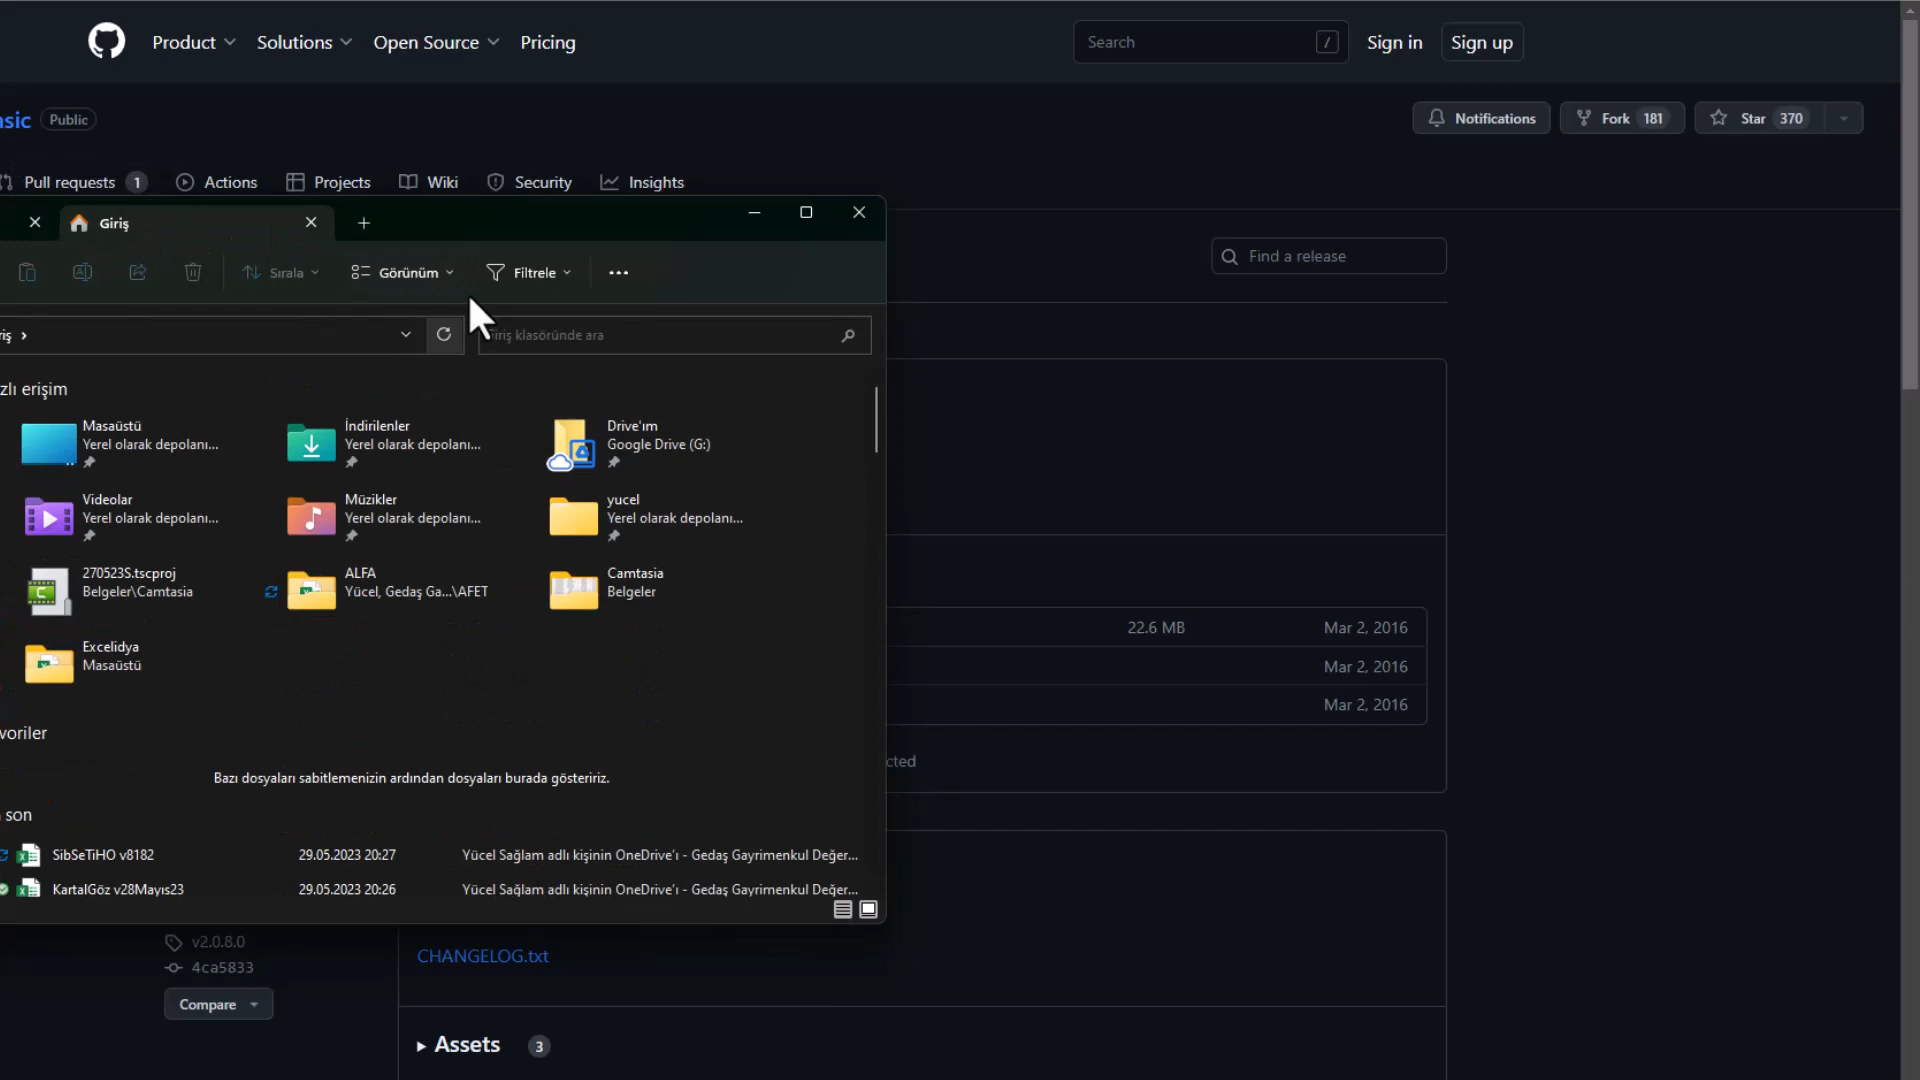 Product Solutions Open Source Pricing Search / Sign in Sign up
sic Public Notifications Fork 181 Star 370
Pull requests 1 Actions Projects Wiki Security Insights
Giriş
Sırala Görünüm Filtrele
Find a release
riş › Giriş klasöründe ara
zlı erişim
Masaüstü
Yerel olarak depolanı...
İndirilenler
Yerel olarak depolanı...
Drive'ım
Google Drive (G:)
Videolar
Yerel olarak depolanı...
Müzikler
Yerel olarak depolanı...
yucel
Yerel olarak depolanı...
270523S.tscproj
Belgeler\Camtasia
ALFA
Yücel, Gedaş Ga...\AFET
Camtasia
Belgeler
Excelidya
Masaüstü
22.6 MB Mar 2, 2016
Mar 2, 2016
Mar 2, 2016
voriler
cted
Bazı dosyaları sabitlemenizin ardından dosyaları burada gösteririz.
son
SibSeTiHO v8182 29.05.2023 20:27 Yücel Sağlam adlı kişinin OneDrive'ı - Gedaş Gayrimenkul Değer...
KartalGöz v28Mayıs23 29.05.2023 20:26 Yücel Sağlam adlı kişinin OneDrive'ı - Gedaş Gayrimenkul Değer...
v2.0.8.0
4ca5833
Compare
CHANGELOG.txt
Assets 3